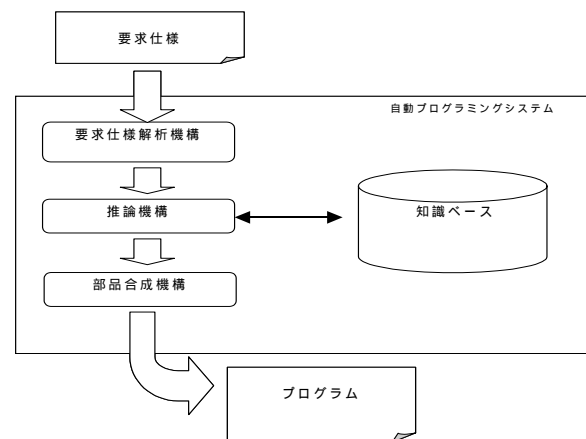 要求仕様
自動プログラミングシステム
要求仕様解析機構
推論機構
知識ベース
部品合成機構
プログラム